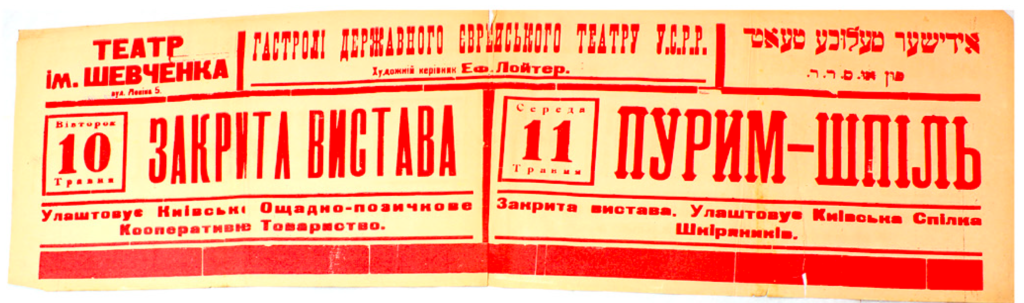 ТЕАТР
ім. ШЕВЧЕНКА
вул. Леніна 5.
ГАСТРОЛІ ДЕРЖАВНОГО ЄВРЕЙСЬКОГО ТЕАТРУ У.С.Р.Р.
Художній керівник Еф. Лойтер.
אידישער מעלוכע טעאטר
פון או. ס. ר. ר.
Вівторок
10
Травня
ЗАКРИТА ВИСТАВА
Улаштовує Київське Ощадно-позичкове
Кооперативне Товариство.
Середа
11
Травня
ПУРИМ–ШПІЛЬ
Закрита вистава. Улаштовує Київська Спілка
Шкіряників.